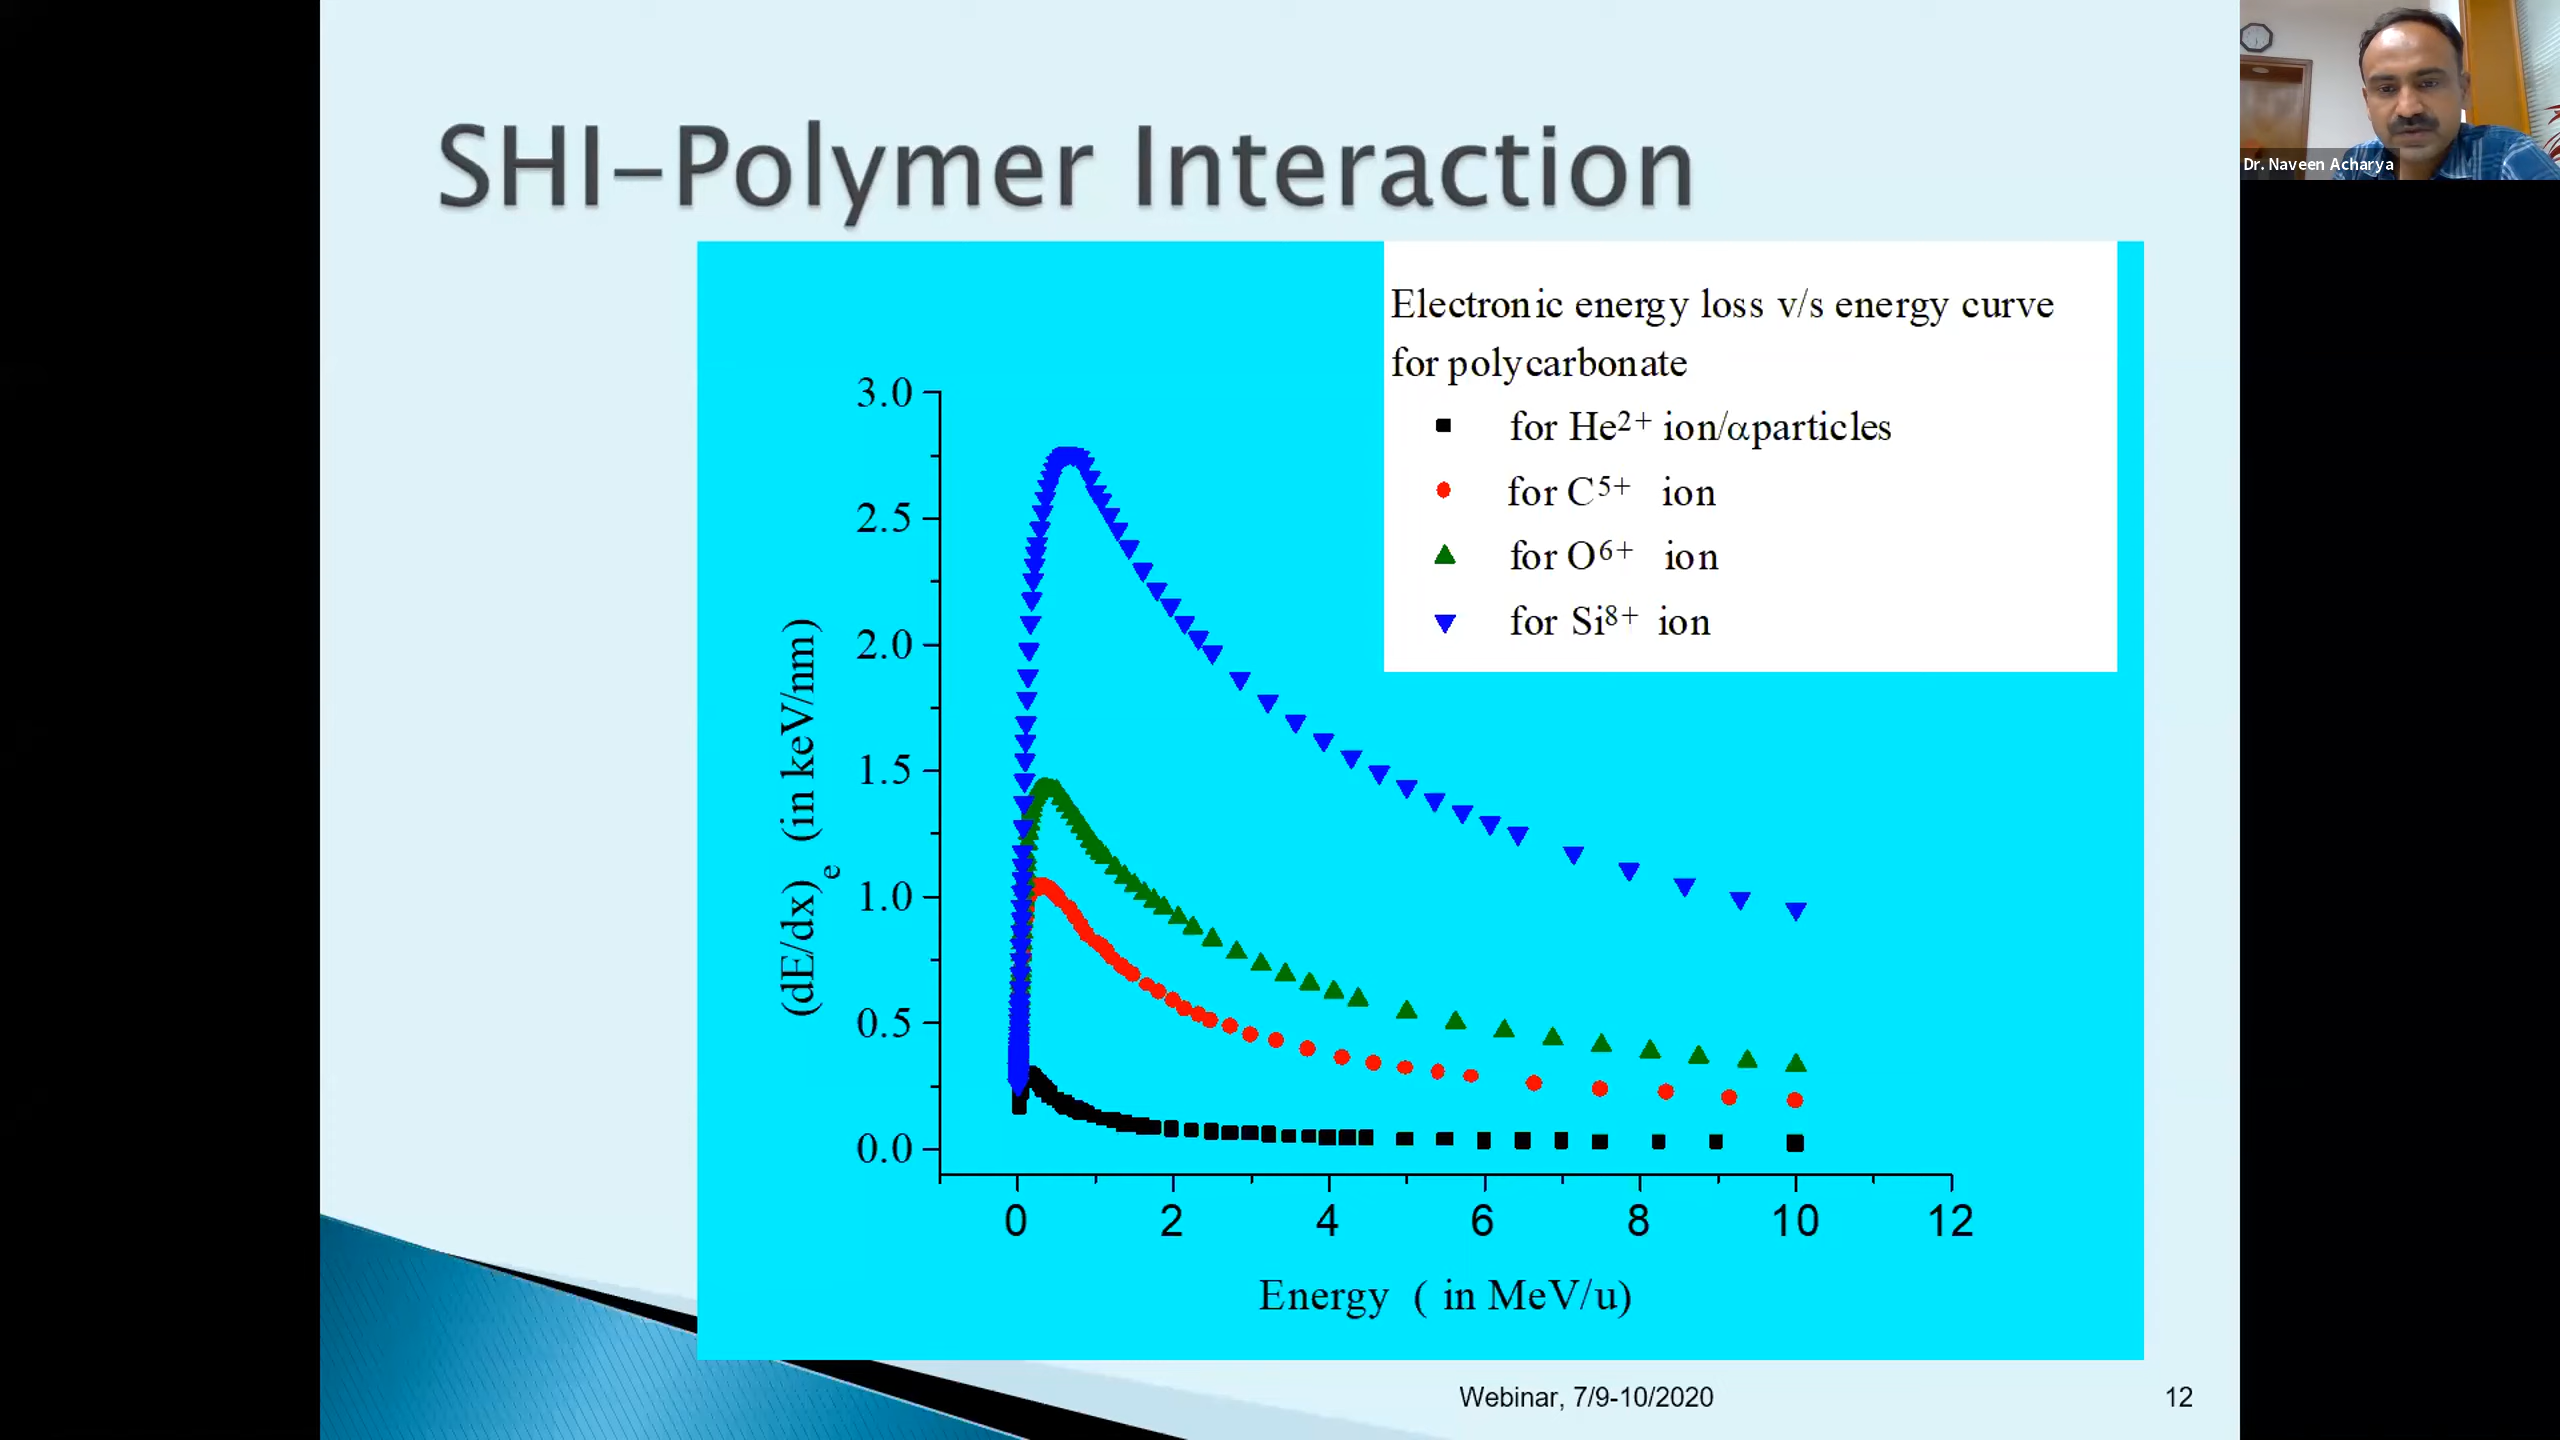 SHI-Polymer Interaction
Dr. Naveen Acharya
Electronic energy loss v/s energy curve
for polycarbonate
for He2+ ion/αparticles
for C5+ ion
for O6+ ion
for Si8+ ion
3.0
2.5
2.0
1.5
1.0
0.5
0.0
(dE/dx)e (in keV/nm)
0 2 4 6 8 10 12
Energy ( in MeV/u)
Webinar, 7/9-10/2020
12